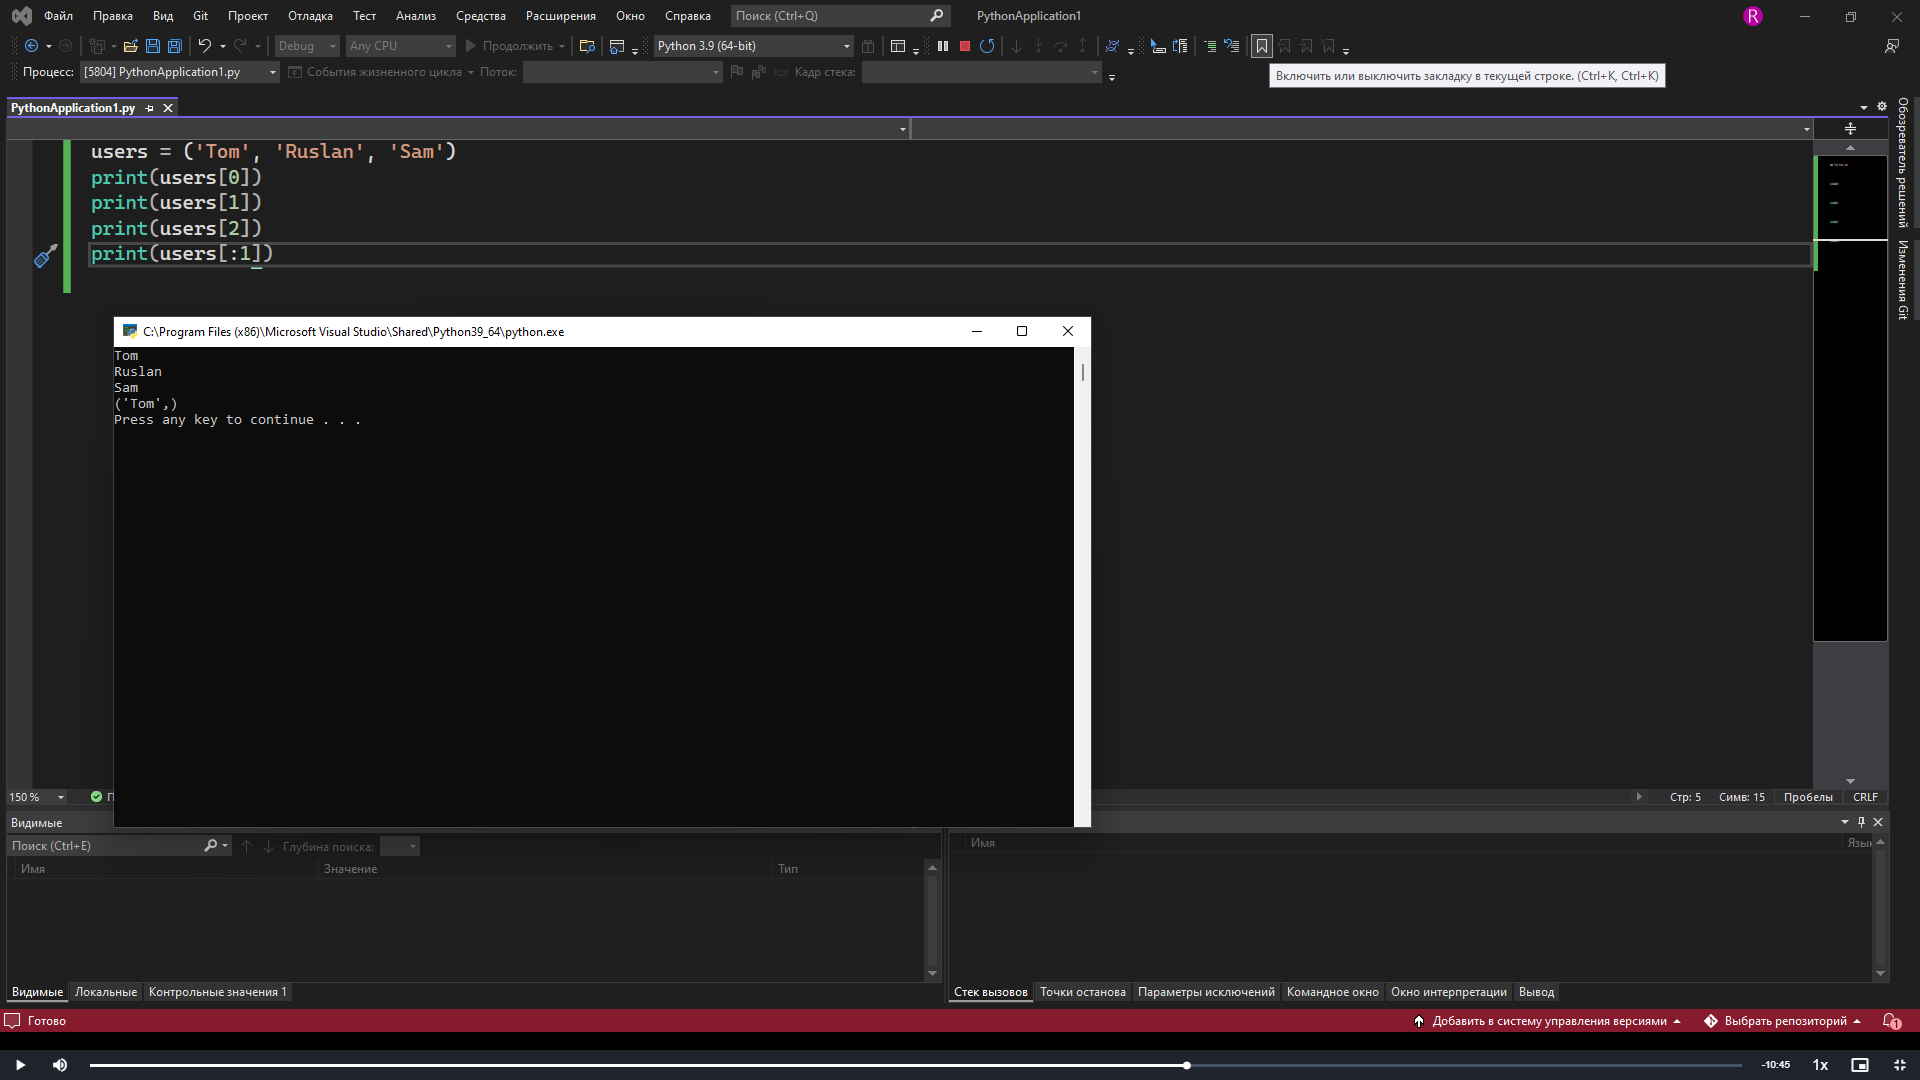 Файл Правка Вид Git Проект Отладка Тест Анализ Средства Расширения Окно Справка Поиск (Ctrl+Q) PythonApplication1 R
Debug Any CPU Продолжить Python 3.9 (64-bit)
Процесс: [5804] PythonApplication1.py События жизненного цикла Поток: Кадр стека:
Включить или выключить закладку в текущей строке. (Ctrl+K, Ctrl+K)
PythonApplication1.py
users = ('Tom', 'Ruslan', 'Sam')
print(users[0])
print(users[1])
print(users[2])
print(users[:1])
Обозреватель решений
Изменения Git
C:\Program Files (x86)\Microsoft Visual Studio\Shared\Python39_64\python.exe
Tom
Ruslan
Sam
('Tom',)
Press any key to continue . . .
150 % Стр: 5 Симв: 15 Пробелы CRLF
Видимые
Поиск (Ctrl+E) Глубина поиска:
Имя Значение Тип
Имя
Видимые Локальные Контрольные значения 1
Стек вызовов Точки останова Параметры исключений Командное окно Окно интерпретации Вывод
Готово Добавить в систему управления версиями Выбрать репозиторий 1
-10:45 1x